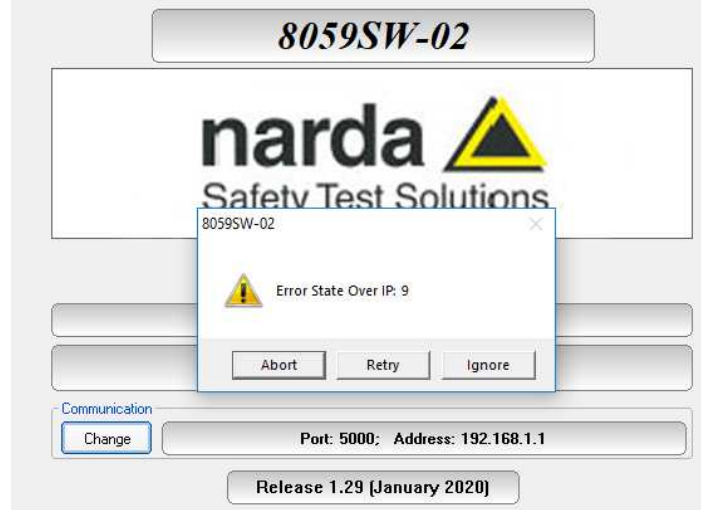 8059SW-02
narda
Safety Test Solutions
8059SW-02
Error State Over IP: 9
Abort Retry Ignore
Communication
Change Port: 5000; Address: 192.168.1.1
Release 1.29 (January 2020)